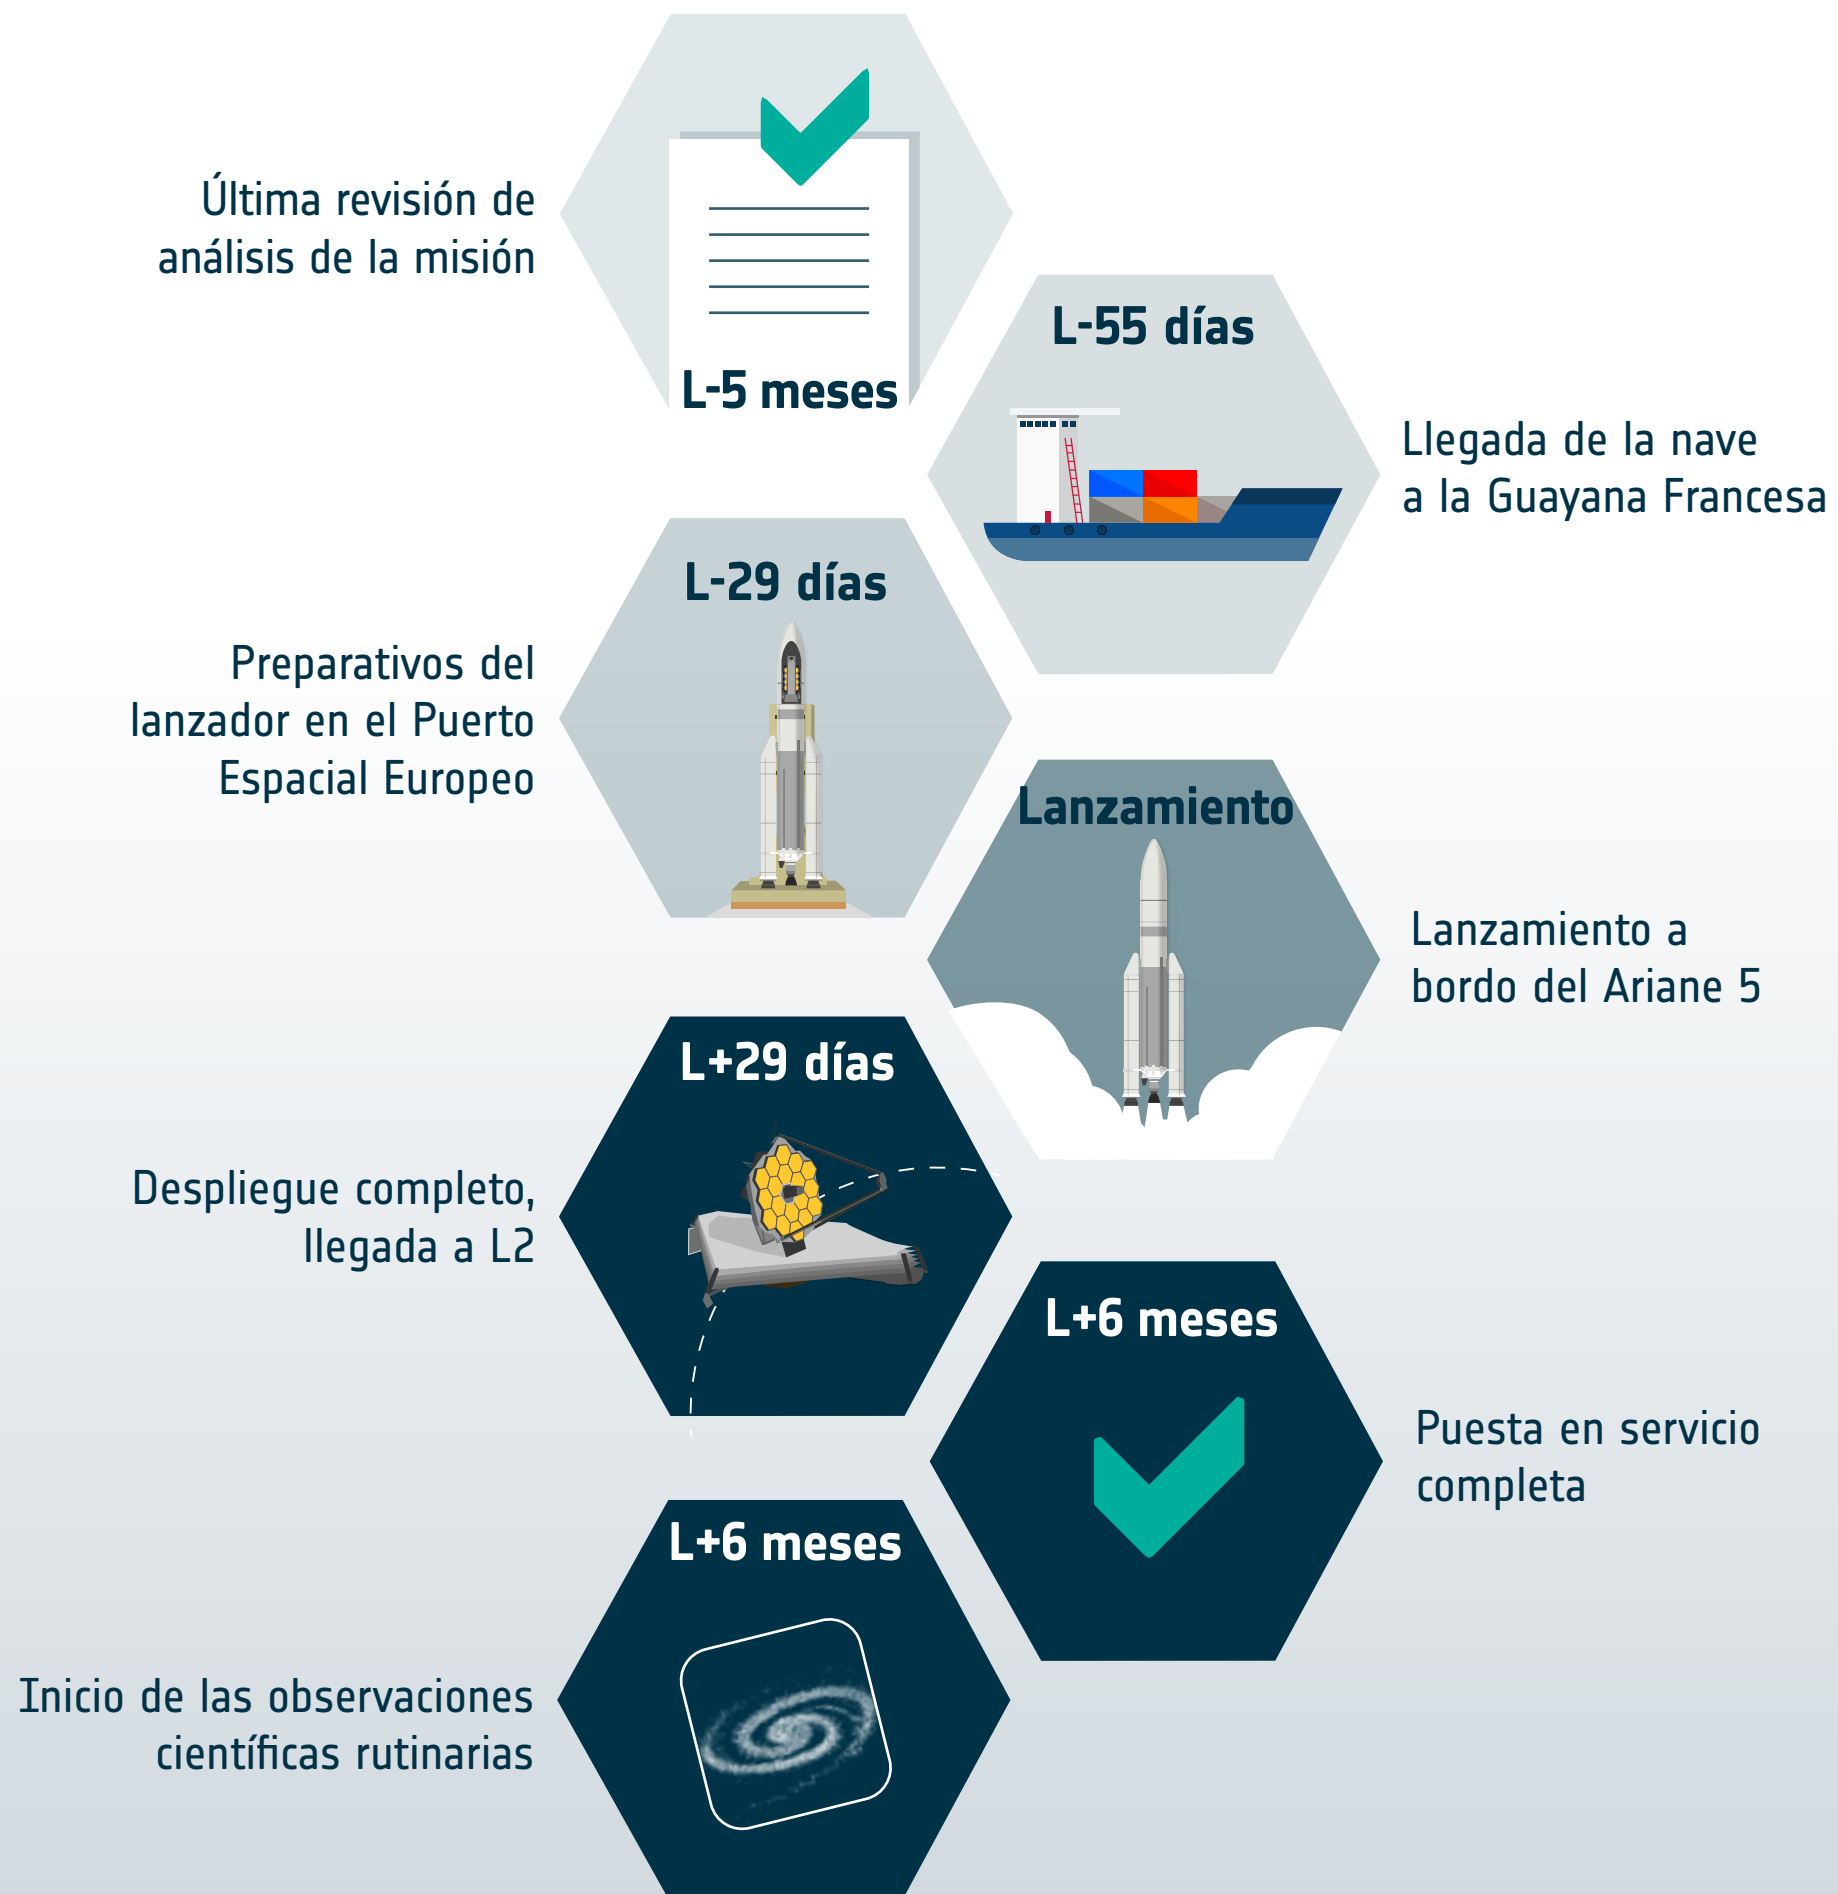 Última revisión de
análisis de la misión
L-5 meses
L-55 días
Llegada de la nave
a la Guayana Francesa
L-29 días
Preparativos del
lanzador en el Puerto
Espacial Europeo
Lanzamiento
Lanzamiento a
bordo del Ariane 5
L+29 días
Despliegue completo,
llegada a L2
L+6 meses
Puesta en servicio
completa
L+6 meses
Inicio de las observaciones
científicas rutinarias